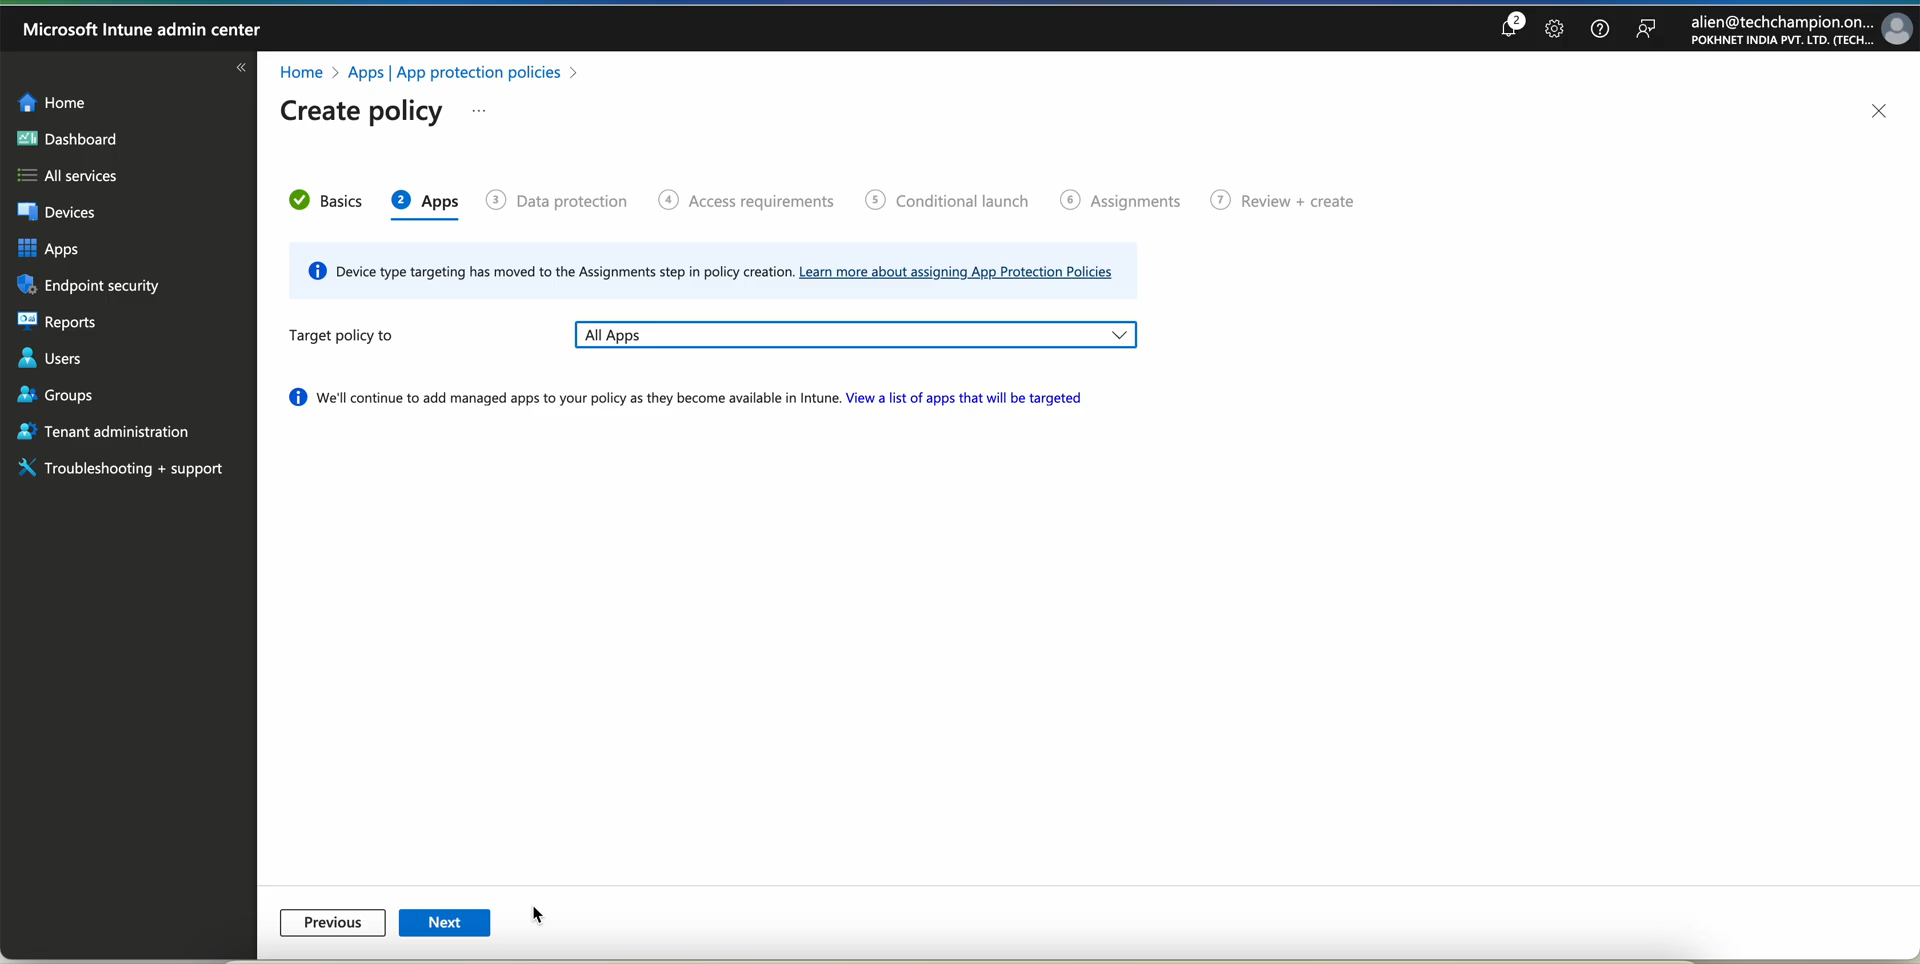 Microsoft Intune admin center
2
alien@techchampion.on...
POKHNET INDIA PVT. LTD. (TECH...
«
Home
Dashboard
All services
Devices
Apps
Endpoint security
Reports
Users
Groups
Tenant administration
Troubleshooting + support
Home > Apps | App protection policies >
Create policy ...
Basics 2 Apps 3 Data protection 4 Access requirements 5 Conditional launch 6 Assignments 7 Review + create
Device type targeting has moved to the Assignments step in policy creation. Learn more about assigning App Protection Policies
Target policy to All Apps
We'll continue to add managed apps to your policy as they become available in Intune. View a list of apps that will be targeted
Previous Next